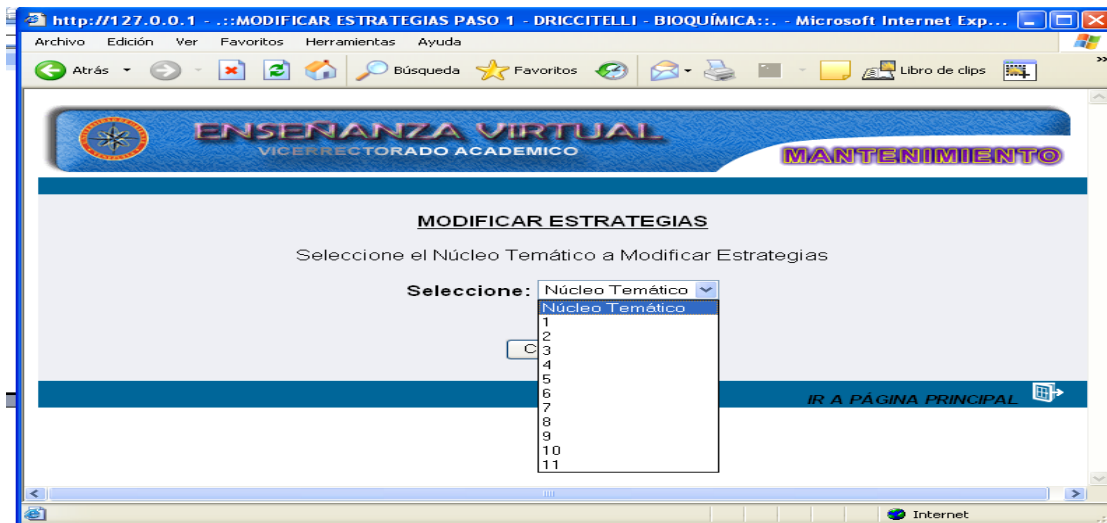 http://127.0.0.1 - .::MODIFICAR ESTRATEGIAS PASO 1 - DRICCITELLI - BIOQUÍMICA::. - Microsoft Internet Exp...
Archivo Edición Ver Favoritos Herramientas Ayuda
Atrás Búsqueda Favoritos Libro de clips
ENSEÑANZA VIRTUAL
VICERRECTORADO ACADEMICO
MANTENIMIENTO
MODIFICAR ESTRATEGIAS
Seleccione el Núcleo Temático a Modificar Estrategias
Seleccione: Núcleo Temático
Núcleo Temático
1
2
C 3
4
5
6
IR A PÁGINA PRINCIPAL
7
8
9
10
11
Internet